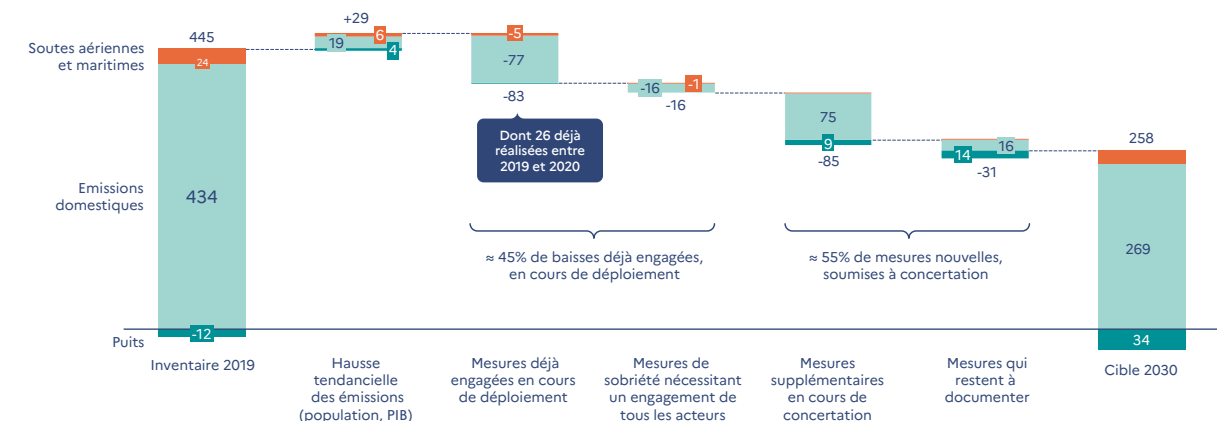 Soutes aériennes
et maritimes
Emissions
domestiques
Puits
445
24
434
-12
+29
19
6
4
-5
-77
-83
Dont 26 déjà
réalisées entre
2019 et 2020
-16
-1
-16
75
9
-85
14
16
-31
258
269
34
≈ 45% de baisses déjà engagées,
en cours de déploiement
≈ 55% de mesures nouvelles,
soumises à concertation
Inventaire 2019
Hausse
tendancielle
des émissions
(population, PIB)
Mesures déjà
engagées en cours
de déploiement
Mesures de
sobriété nécessitant
un engagement de
tous les acteurs
Mesures
supplémentaires
en cours de
concertation
Mesures qui
restent à
documenter
Cible 2030